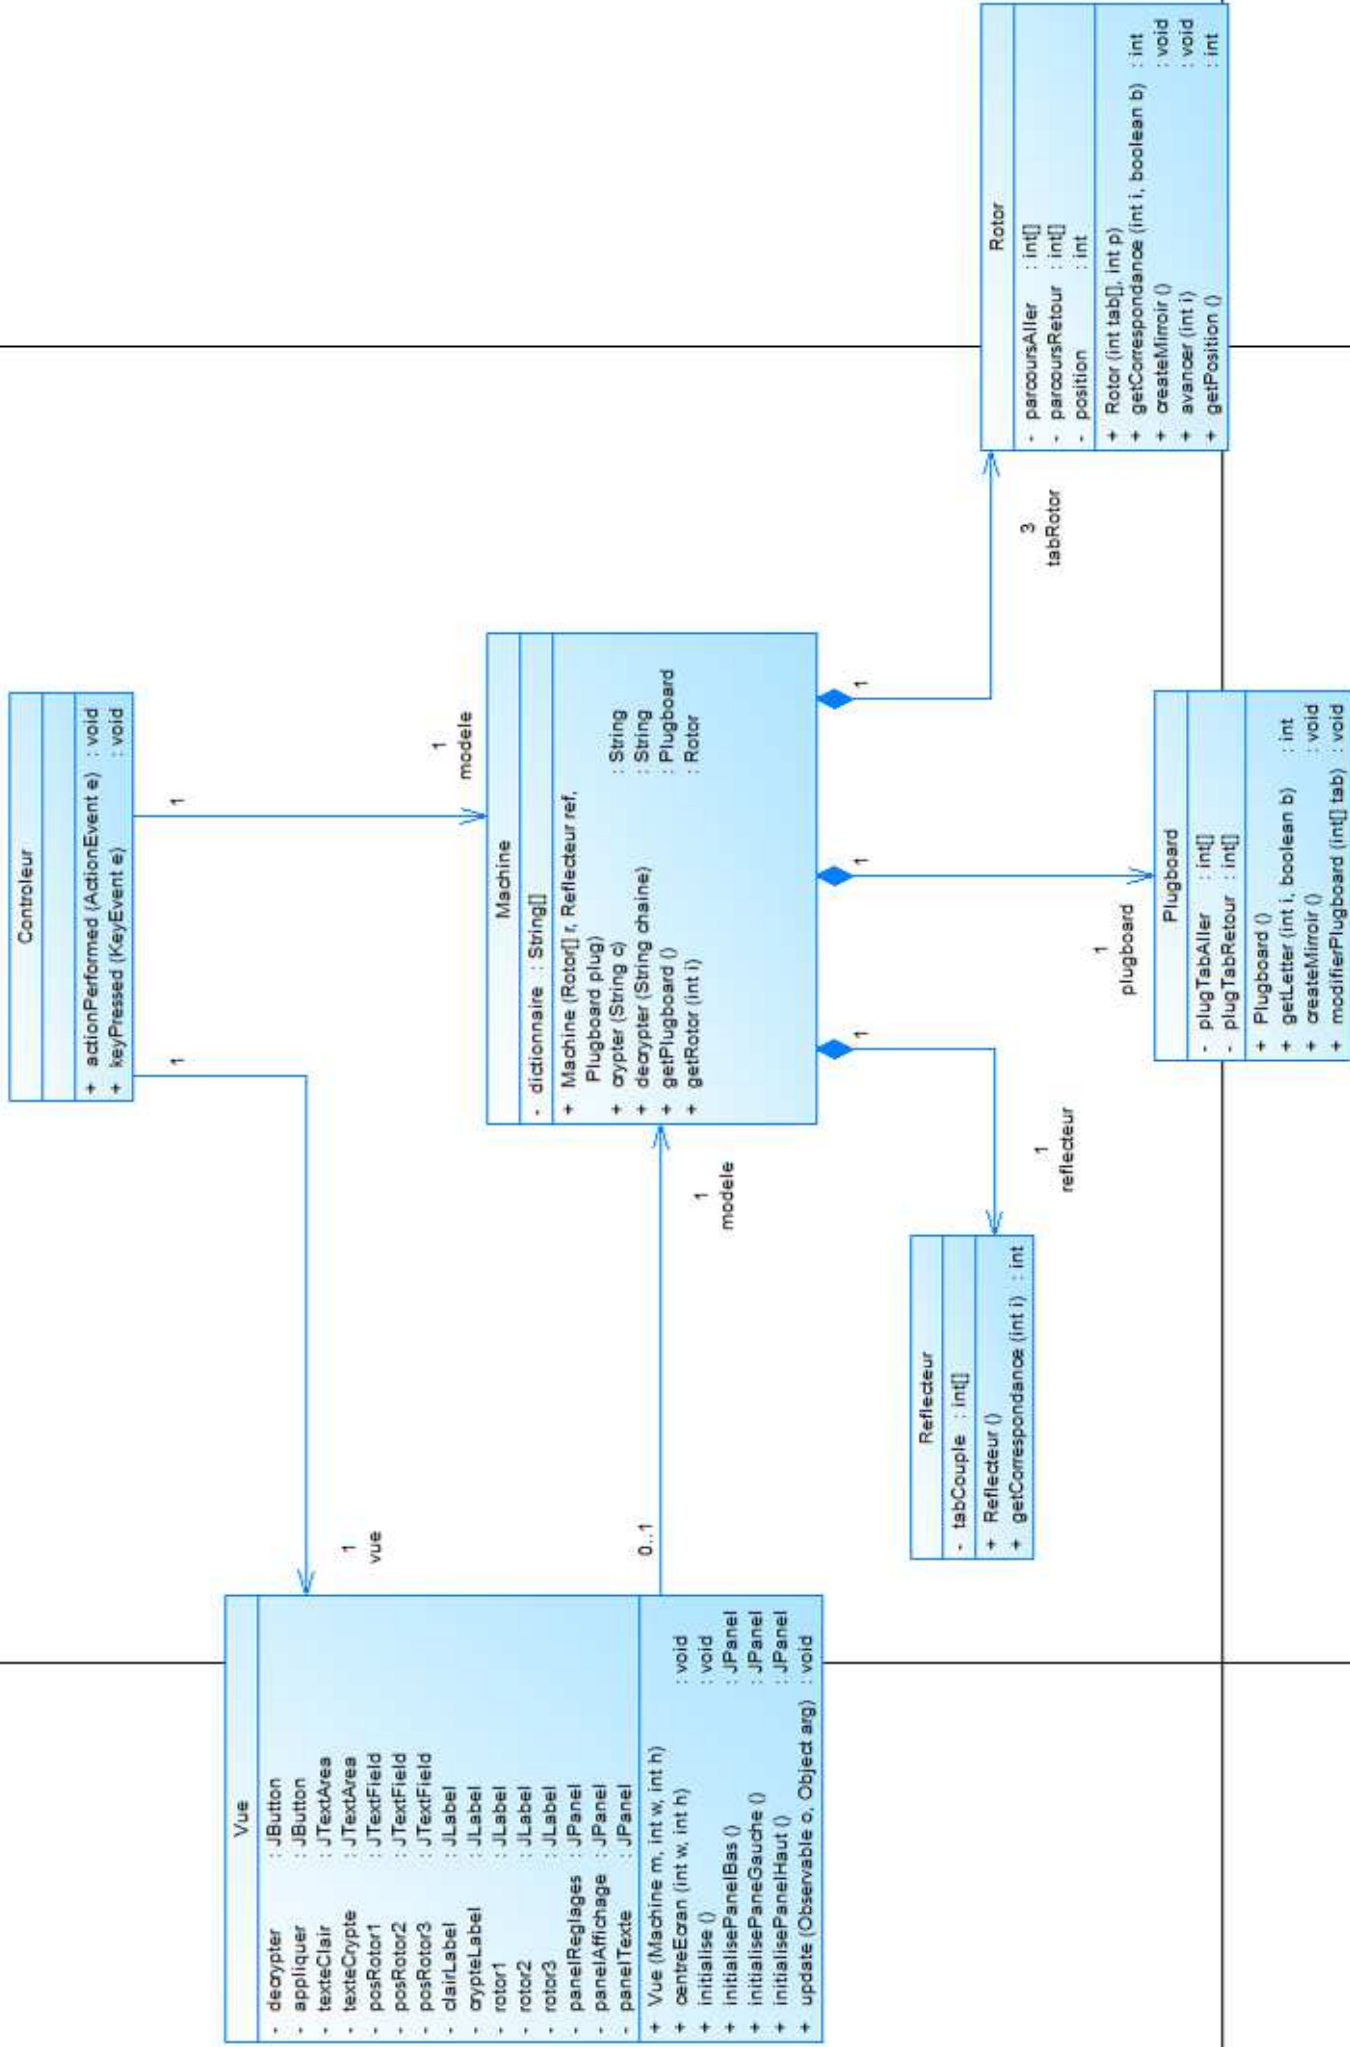 Controleur
+ actionPerformed (ActionEvent e) : void
+ keyPressed (KeyEvent e) : void
1
1
1
vue
1
modele
Vue
- decrypter : JButton
- appliquer : JButton
- texteClair : JTextArea
- texteCrypte : JTextArea
- posRotor1 : JTextField
- posRotor2 : JTextField
- posRotor3 : JTextField
- clairLabel : JLabel
- crypteLabel : JLabel
- rotor1 : JLabel
- rotor2 : JLabel
- rotor3 : JLabel
- panelReglages : JPanel
- panelAffichage : JPanel
- panelTexte : JPanel
+ Vue (Machine m, int w, int h)
+ centreEcran (int w, int h) : void
+ initialise () : void
+ initialisePanelBas () : JPanel
+ initialisePaneGauche () : JPanel
+ initialisePanelHaut () : JPanel
+ update (Observable o, Object arg) : void
0..1
1
modele
Machine
- dictionnaire : String[]
+ Machine (Rotor[] r, Reflecteur ref,
Plugboard plug)
+ crypter (String c) : String
+ decrypter (String chaine) : String
+ getPlugboard () : Plugboard
+ getRotor (int i) : Rotor
1
1
1
1
reflecteur
1
plugboard
3
tabRotor
Reflecteur
- tabCouple : int[]
+ Reflecteur ()
+ getCorrespondance (int i) : int
Plugboard
- plugTabAller : int[]
- plugTabRetour : int[]
+ Plugboard ()
+ getLetter (int i, boolean b) : int
+ createMirroir () : void
+ modifierPlugboard (int[] tab) : void
Rotor
- parcoursAller : int[]
- parcoursRetour : int[]
- position : int
+ Rotor (int tab[], int p)
+ getCorrespondance (int i, boolean b) : int
+ createMirroir () : void
+ avancer (int i) : void
+ getPosition () : int